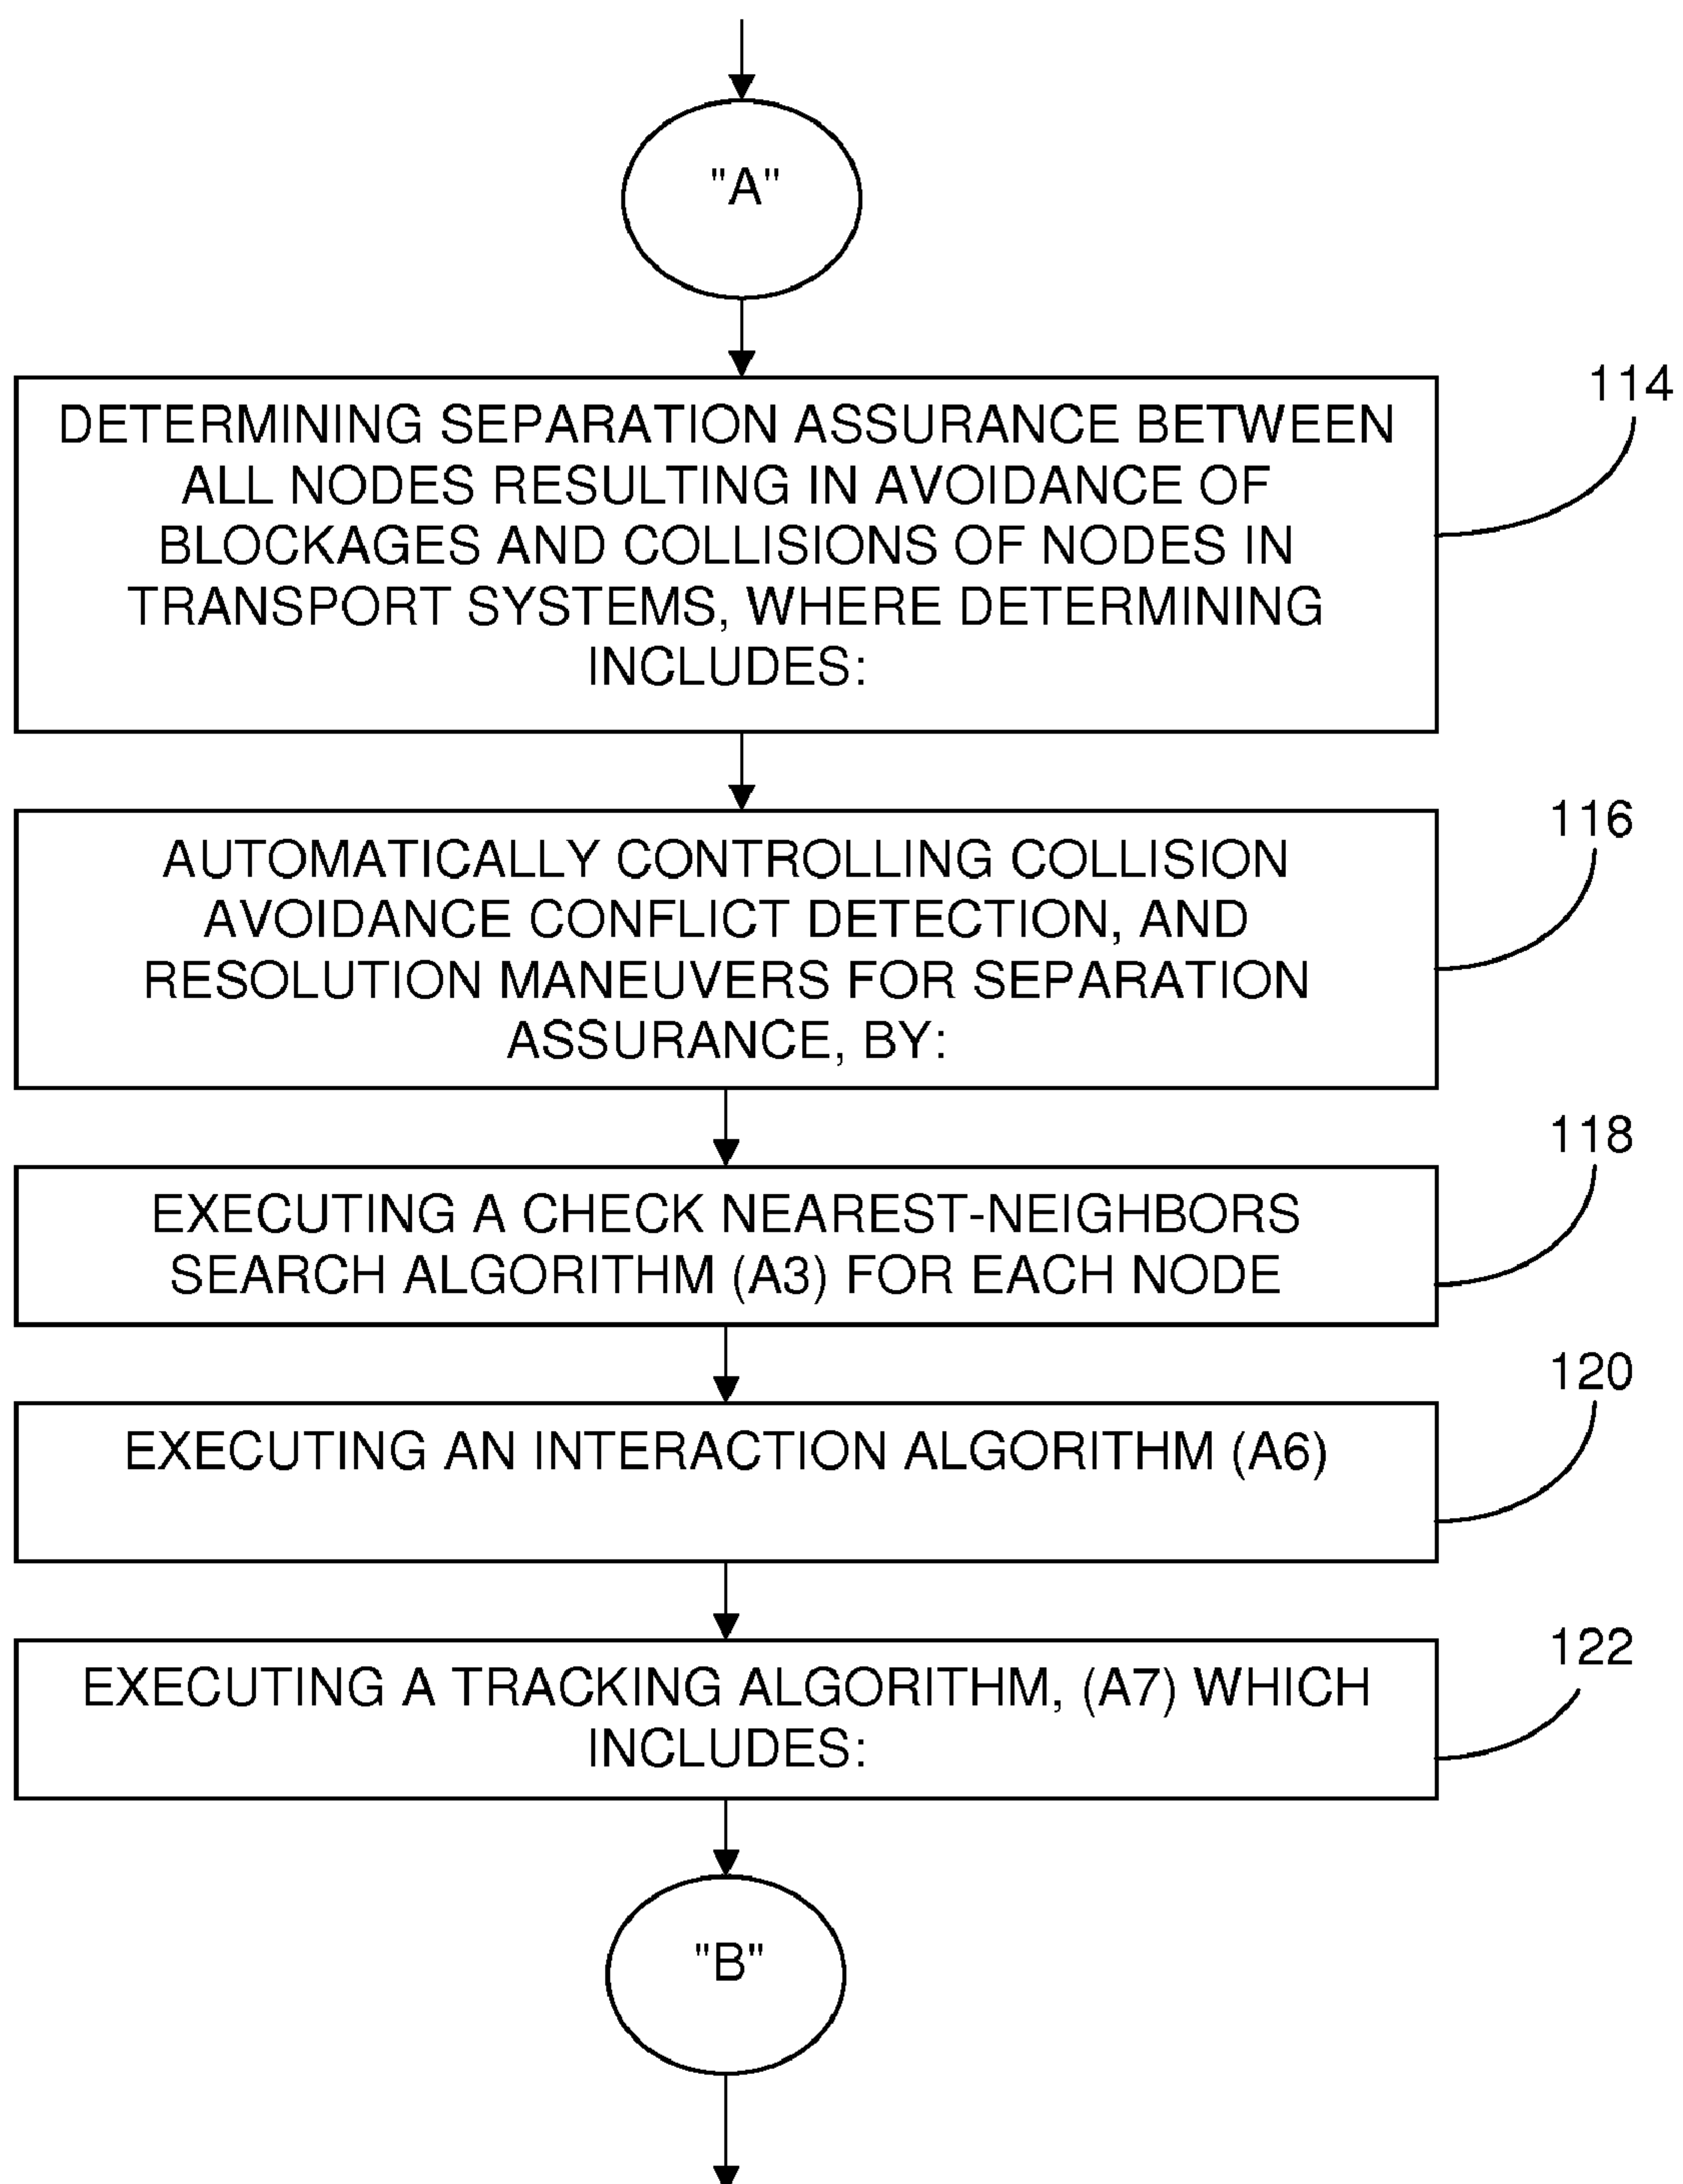 "A"
114
DETERMINING SEPARATION ASSURANCE BETWEEN
ALL NODES RESULTING IN AVOIDANCE OF
BLOCKAGES AND COLLISIONS OF NODES IN
TRANSPORT SYSTEMS, WHERE DETERMINING
INCLUDES:
116
AUTOMATICALLY CONTROLLING COLLISION
AVOIDANCE CONFLICT DETECTION, AND
RESOLUTION MANEUVERS FOR SEPARATION
ASSURANCE, BY:
118
EXECUTING A CHECK NEAREST-NEIGHBORS
SEARCH ALGORITHM (A3) FOR EACH NODE
120
EXECUTING AN INTERACTION ALGORITHM (A6)
122
EXECUTING A TRACKING ALGORITHM, (A7) WHICH
INCLUDES:
"B"